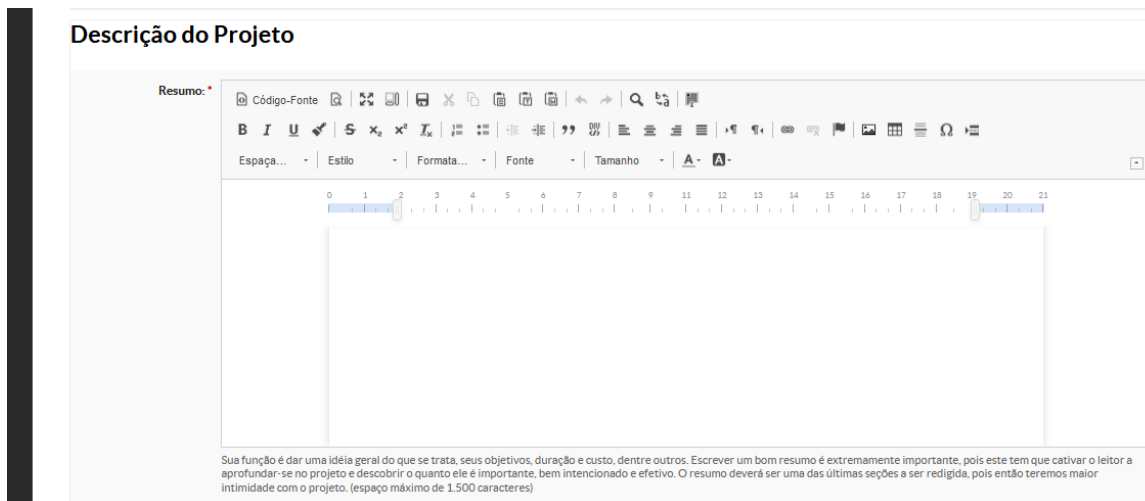 Descrição do Projeto
Resumo: *
Código-Fonte
B I U S x₂ x² Iₓ
Espaça... Estilo Formata... Fonte Tamanho A A
0 1 2 3 4 5 6 7 8 9 11 12 13 14 15 16 17 18 19 20 21
Sua função é dar uma idéia geral do que se trata, seus objetivos, duração e custo, dentre outros. Escrever um bom resumo é extremamente importante, pois este tem que cativar o leitor a
aprofundar-se no projeto e descobrir o quanto ele é importante, bem intencionado e efetivo. O resumo deverá ser uma das últimas seções a ser redigida, pois então teremos maior
intimidade com o projeto. (espaço máximo de 1.500 caracteres)